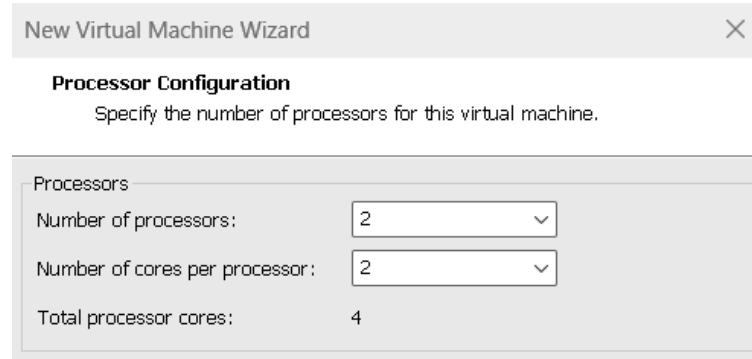 New Virtual Machine Wizard
Processor Configuration
Specify the number of processors for this virtual machine.
Processors
Number of processors: 2
Number of cores per processor: 2
Total processor cores: 4